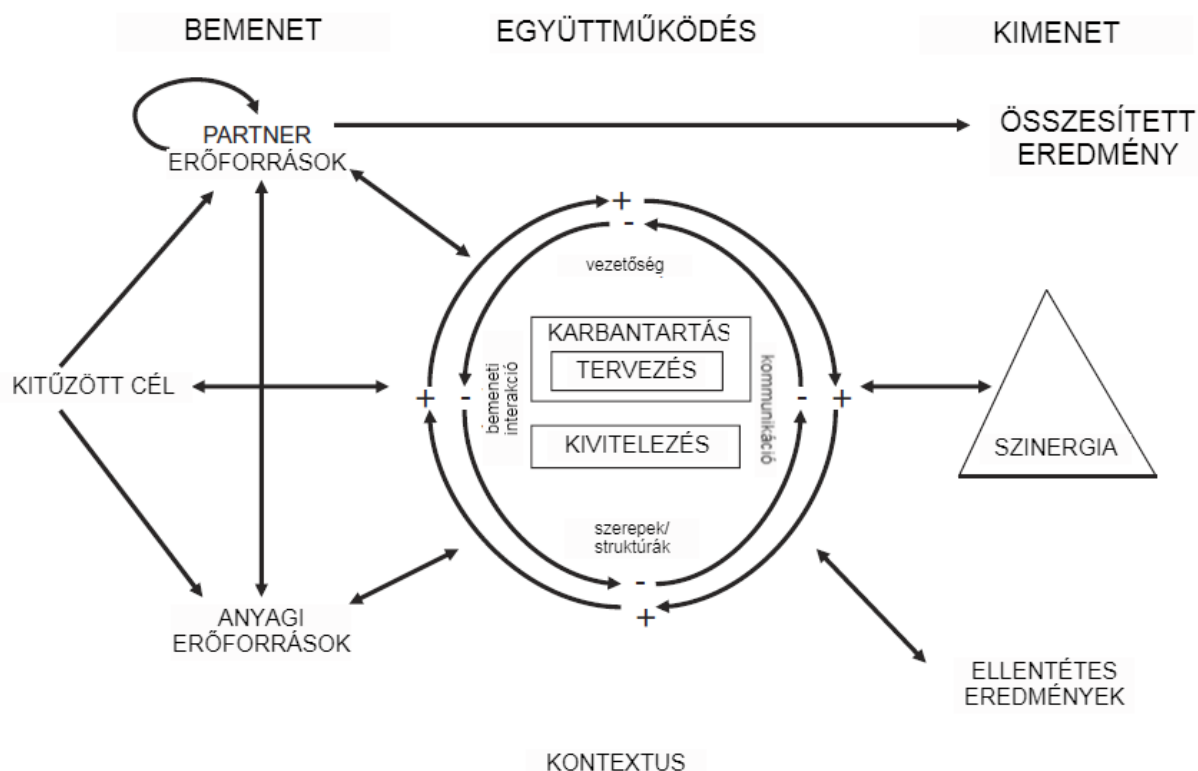 BEMENET
EGYÜTTMŰKÖDÉS
KIMENET
PARTNER
ERŐFORRÁSOK
ÖSSZESÍTETT
EREDMÉNY
+
-
vezetőség
KARBANTARTÁS
TERVEZÉS
KITŰZÖTT CÉL
+
-
bemeneti
interakció
kommunikáció
-
+
KIVITELEZÉS
SZINERGIA
szerepek/
struktúrák
-
+
ANYAGI
ERŐFORRÁSOK
ELLENTÉTES
EREDMÉNYEK
KONTEXTUS